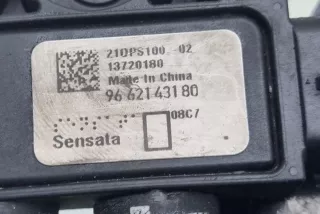 21DPS100 02
13720180
Made in China
96 621 431 80
08C7
Sensata